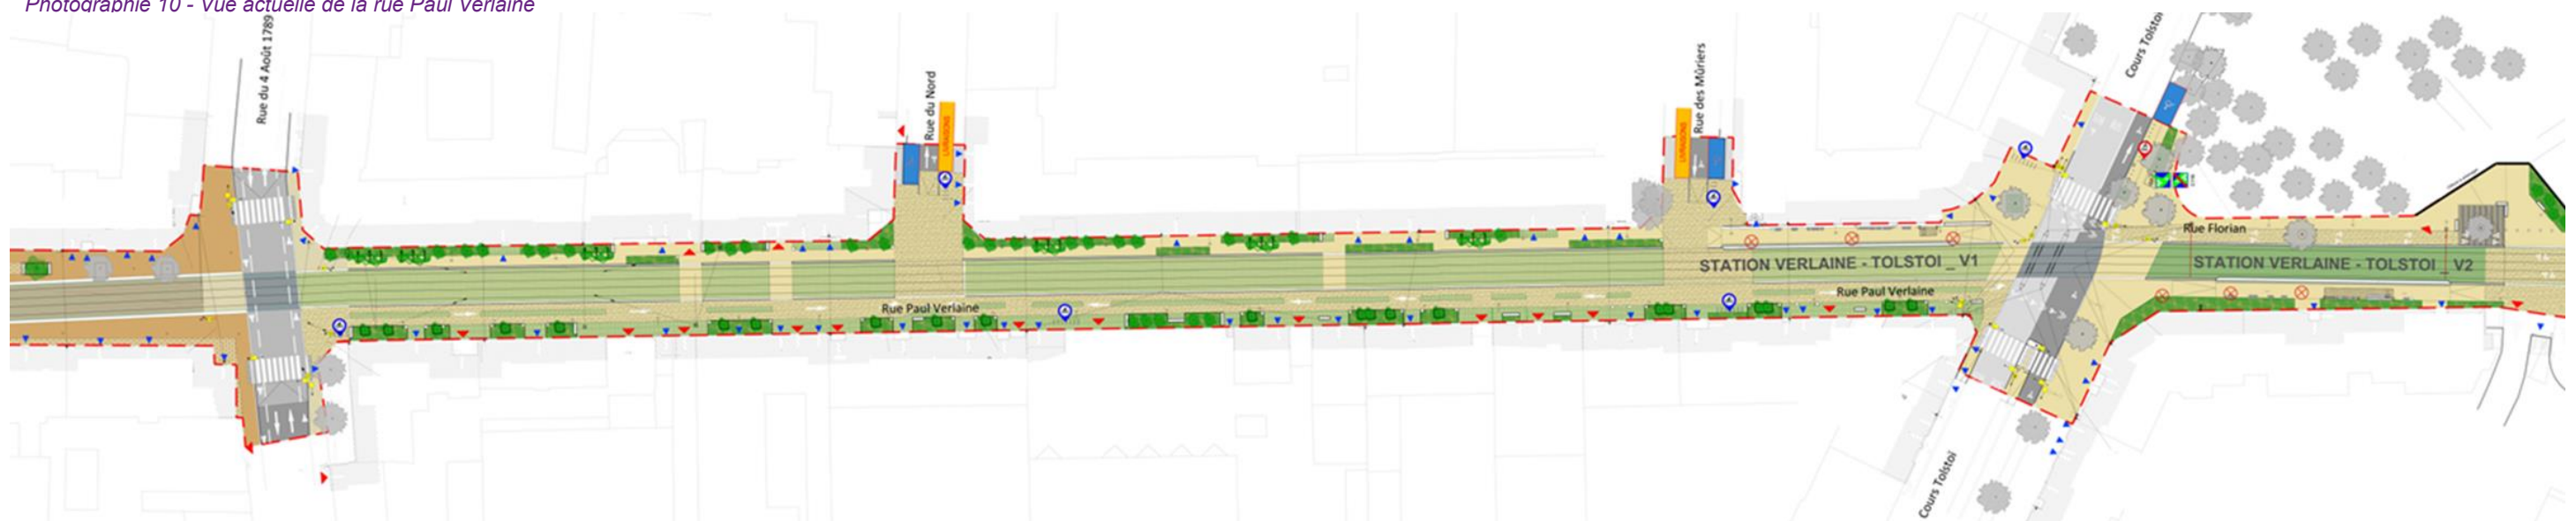 Photographie 10 - Vue actuelle de la rue Paul Verlaine
Rue du 4 Août 1789
Rue du Nord
LIVRAISONS
LIVRAISONS
Rue des Mûriers
Cours Tolstoï
Rue Florian
STATION VERLAINE - TOLSTOI _ V1
STATION VERLAINE - TOLSTOI _ V2
Rue Paul Verlaine
Rue Paul Verlaine
Cours Tolstoï